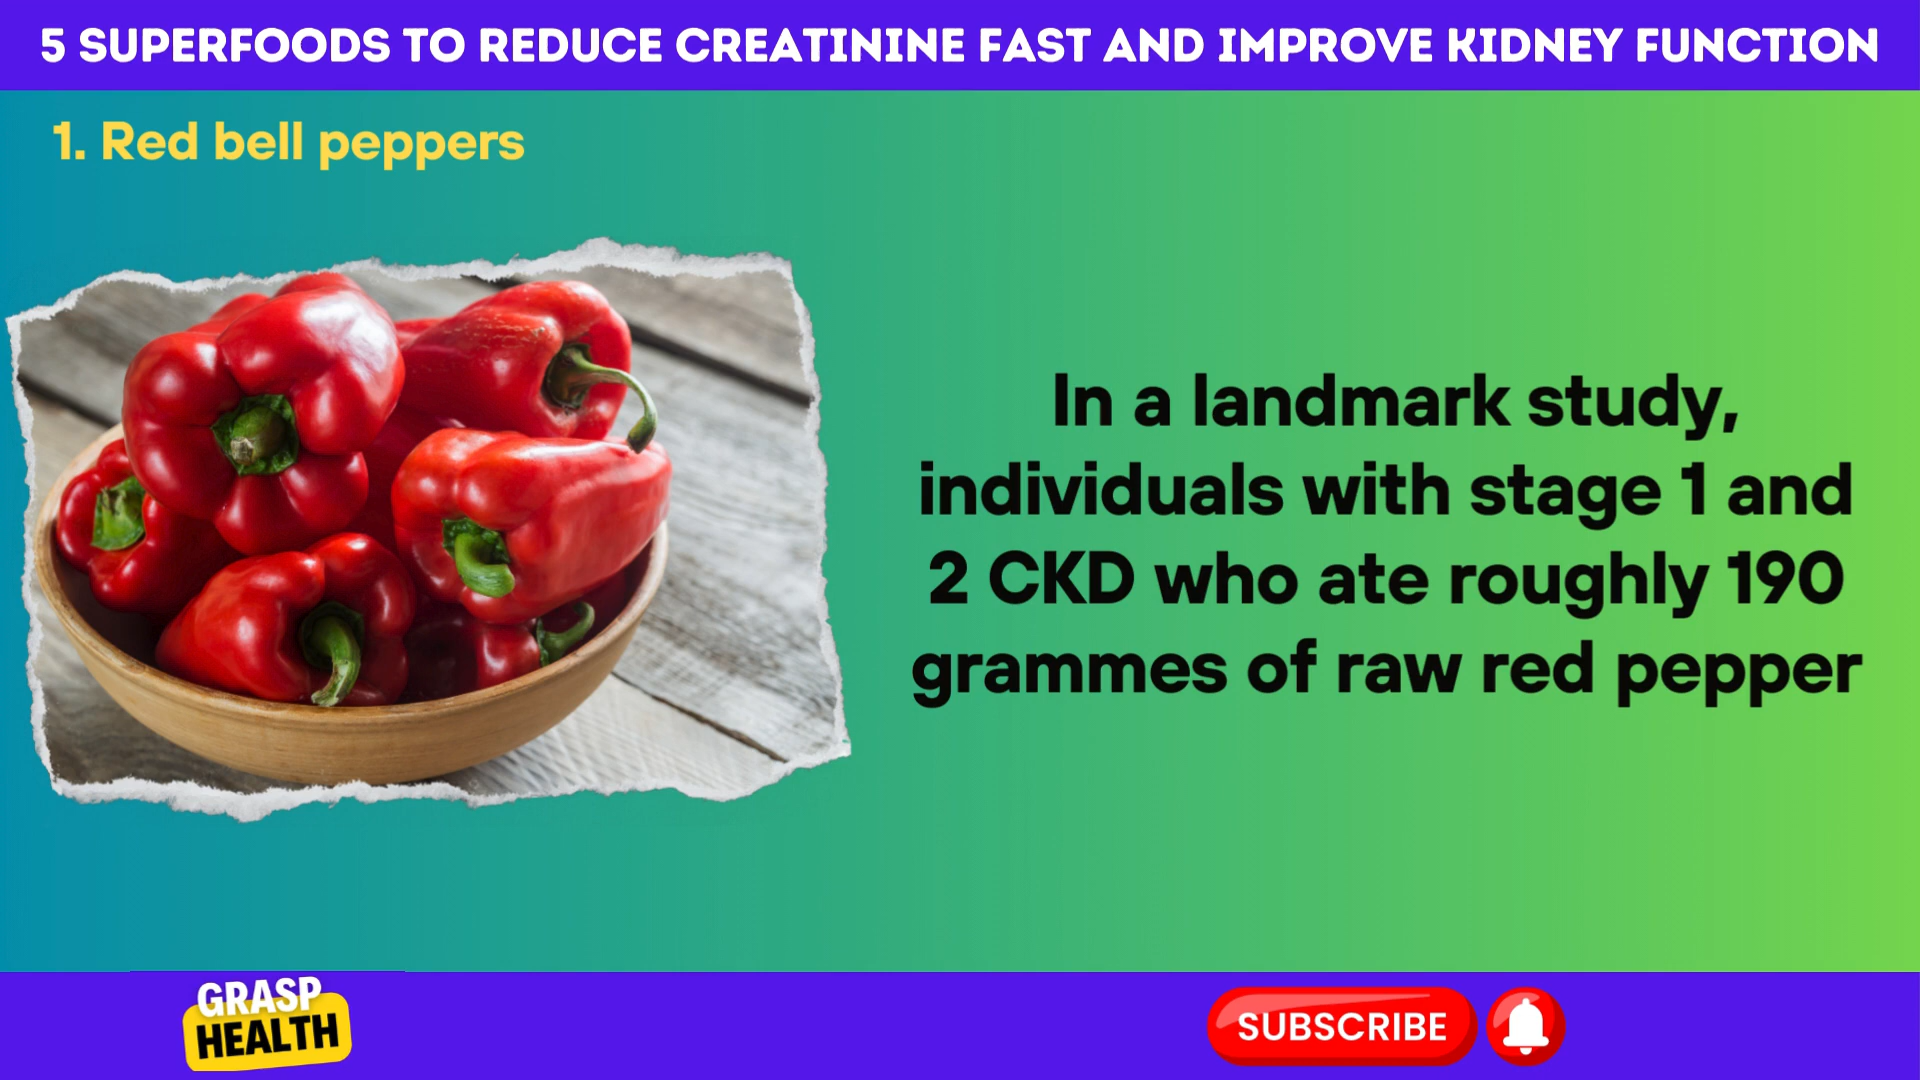 5 SUPERFOODS TO REDUCE CREATININE FAST AND IMPROVE KIDNEY FUNCTION
1. Red bell peppers
In a landmark study,
individuals with stage 1 and
2 CKD who ate roughly 190
grammes of raw red pepper
GRASP
HEALTH
SUBSCRIBE